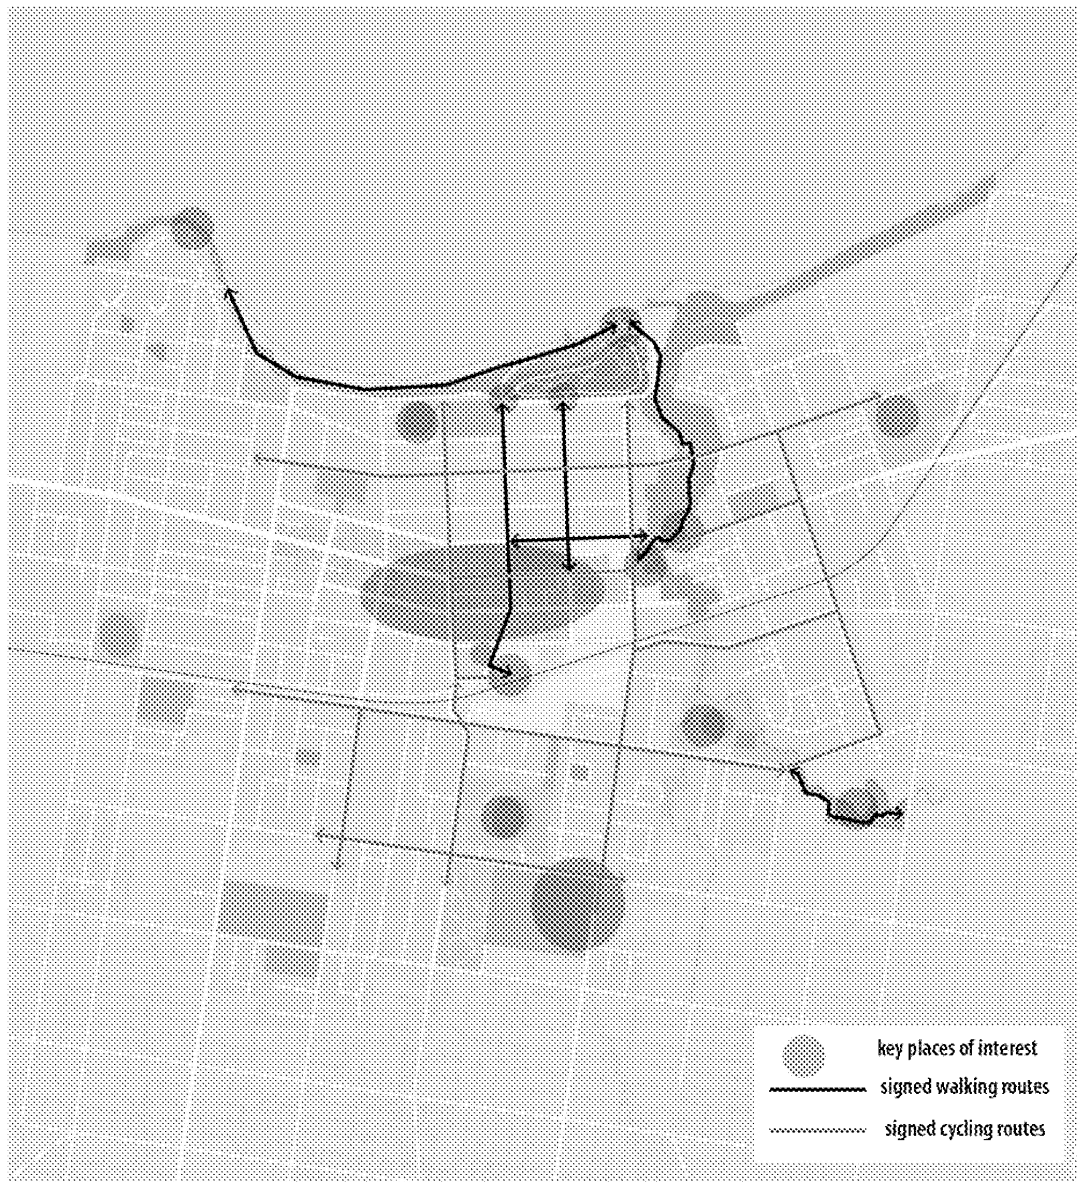 key places of interest
signed walking routes
signed cycling routes